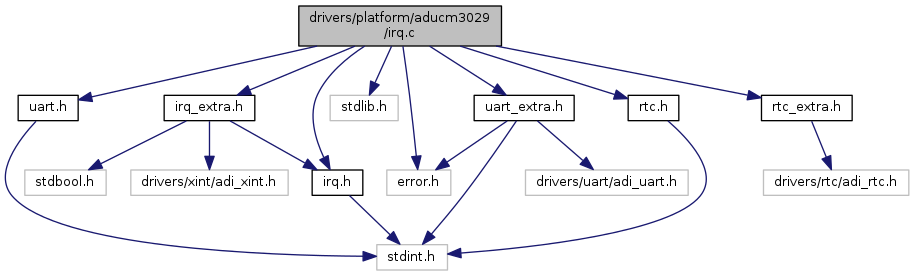 drivers/platform/aducm3029
/irq.c
uart.h
irq_extra.h
stdlib.h
uart_extra.h
rtc.h
rtc_extra.h
stdbool.h
drivers/xint/adi_xint.h
irq.h
error.h
drivers/uart/adi_uart.h
drivers/rtc/adi_rtc.h
stdint.h